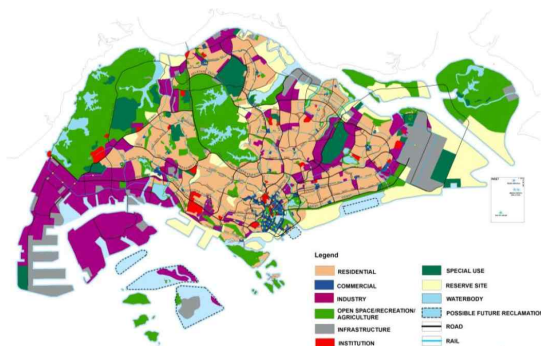 Legend
RESIDENTIAL
COMMERCIAL
INDUSTRY
OPEN SPACE/RECREATION/
AGRICULTURE
INFRASTRUCTURE
INSTITUTION
SPECIAL USE
RESERVE SITE
WATERBODY
POSSIBLE FUTURE RECLAMATION
ROAD
RAIL